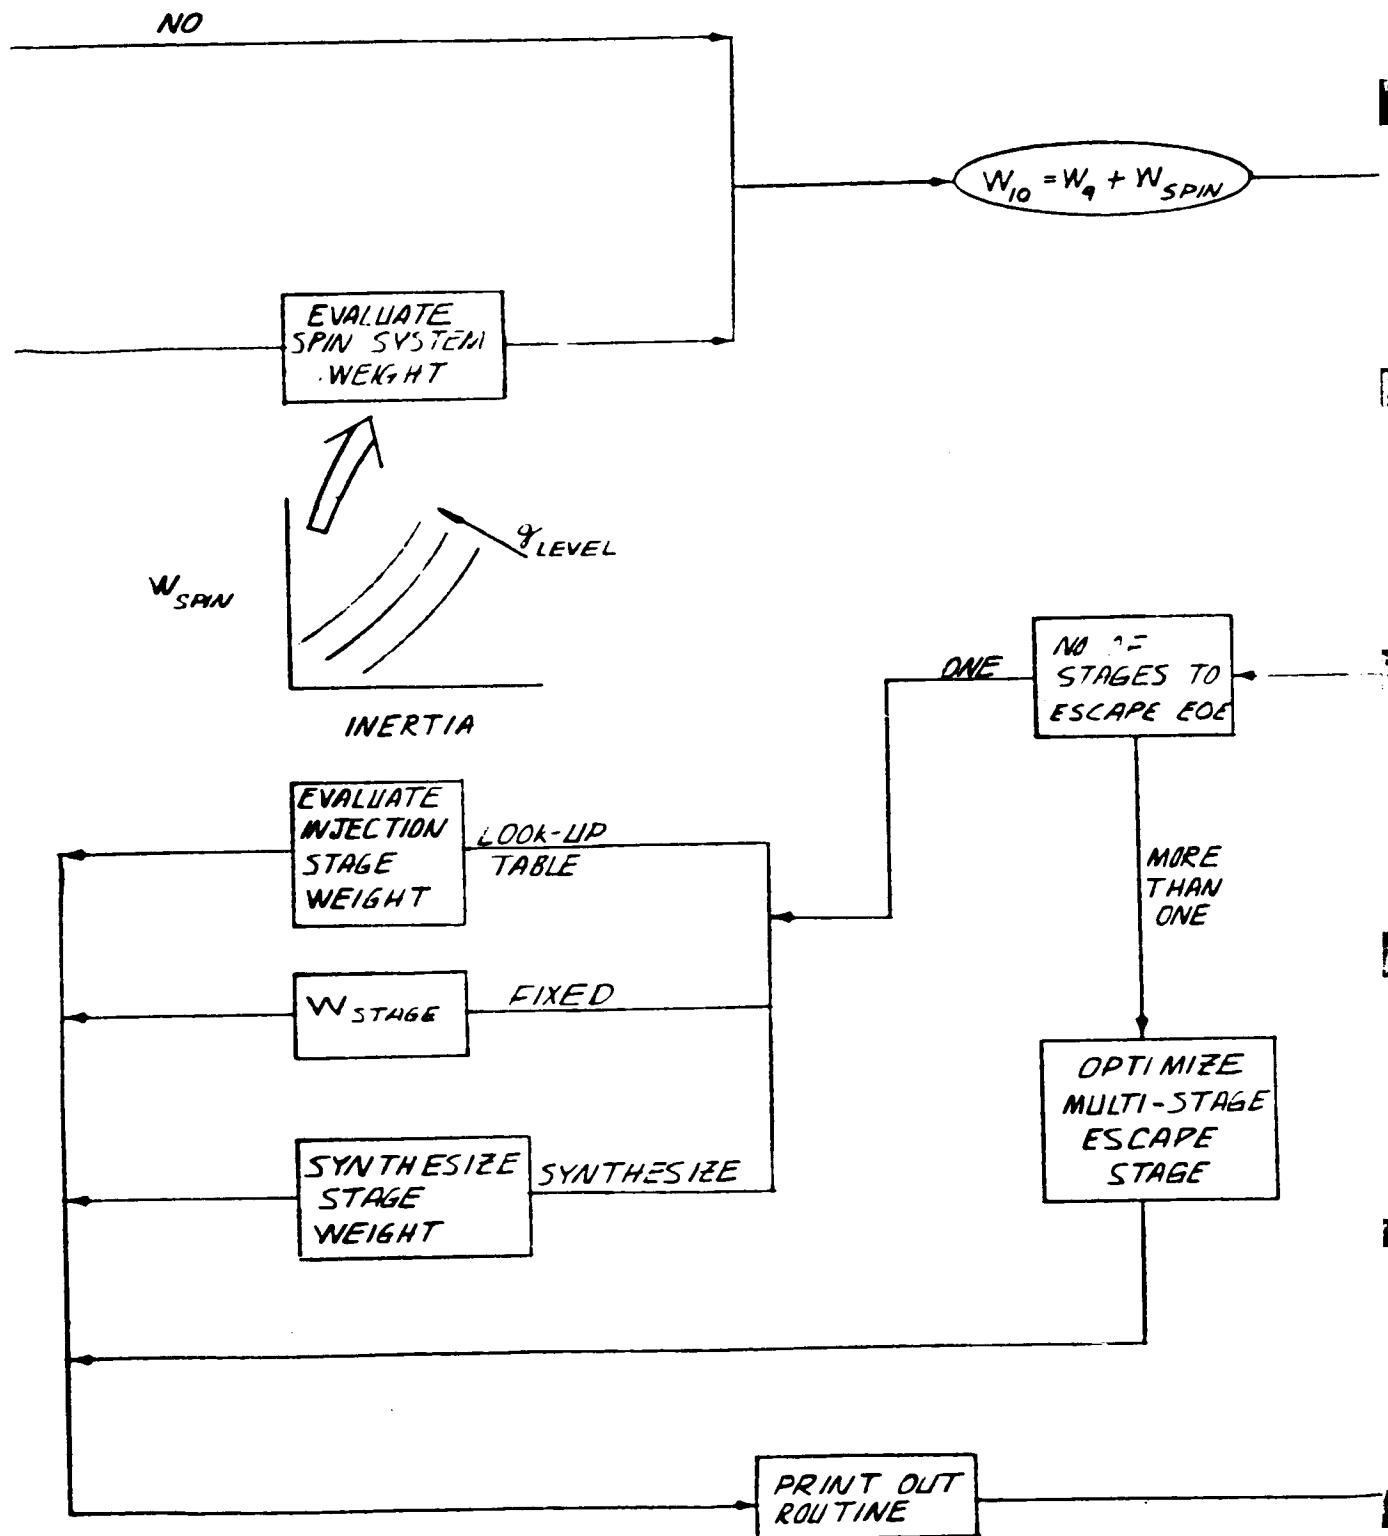 NO
W10 = W9 + WSPIN
EVALUATE
SPIN SYSTEM
WEIGHT
g LEVEL
WSPIN
INERTIA
NO
STAGES TO
ESCAPE EOE
ONE
MORE
THAN
ONE
EVALUATE
INJECTION
STAGE
WEIGHT
LOOK-UP
TABLE
WSTAGE
FIXED
OPTIMIZE
MULTI-STAGE
ESCAPE
STAGE
SYNTHESIZE
STAGE
WEIGHT
SYNTHESIZE
PRINT OUT
ROUTINE